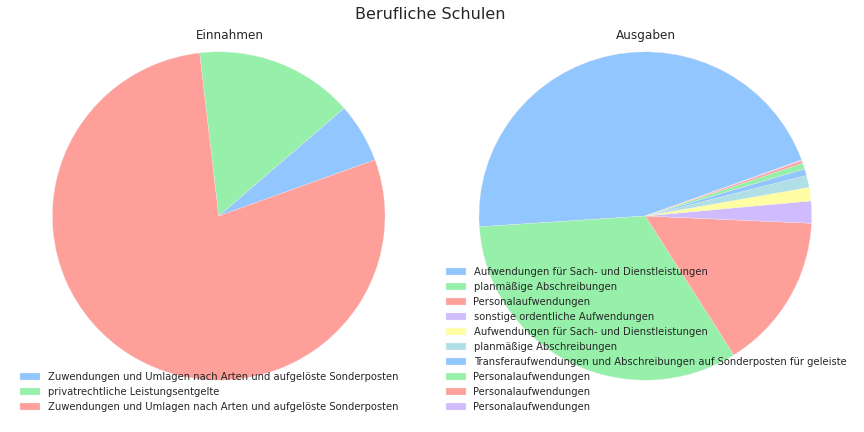 Berufliche Schulen
Einnahmen
Zuwendungen und Umlagen nach Arten und aufgelöste Sonderposten
privatrechtliche Leistungsentgelte
Zuwendungen und Umlagen nach Arten und aufgelöste Sonderposten
Ausgaben
Aufwendungen für Sach- und Dienstleistungen
planmäßige Abschreibungen
Personalaufwendungen
sonstige ordentliche Aufwendungen
Aufwendungen für Sach- und Dienstleistungen
planmäßige Abschreibungen
Transferaufwendungen und Abschreibungen auf Sonderposten für geleiste
Personalaufwendungen
Personalaufwendungen
Personalaufwendungen